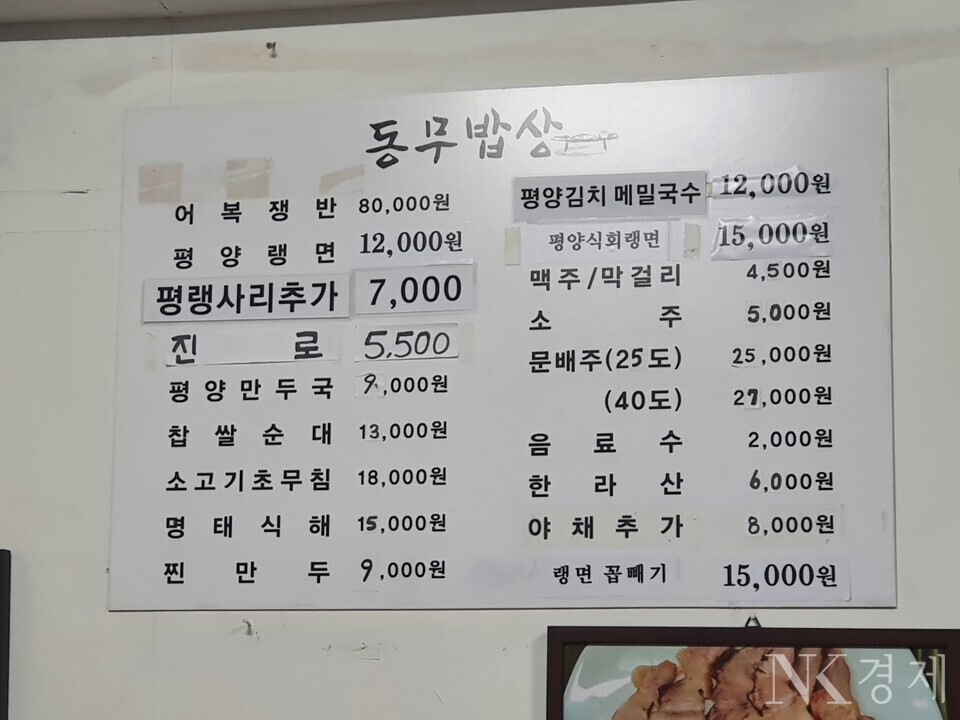 동무밥상
어복쟁반 80,000원
평양랭면 12,000원
평랭사리추가 7,000
진로 5,500
평양만두국 9,000원
찹쌀순대 13,000원
소고기초무침 18,000원
명태식해 15,000원
찐만두 9,000원
평양김치 메밀국수 12,000원
평양식회랭면 15,000원
맥주/막걸리 4,500원
소주 5,000원
문배주(25도) 25,000원
(40도) 27,000원
음료수 2,000원
한라산 6,000원
야채추가 8,000원
랭면 꼽빼기 15,000원
NK경제